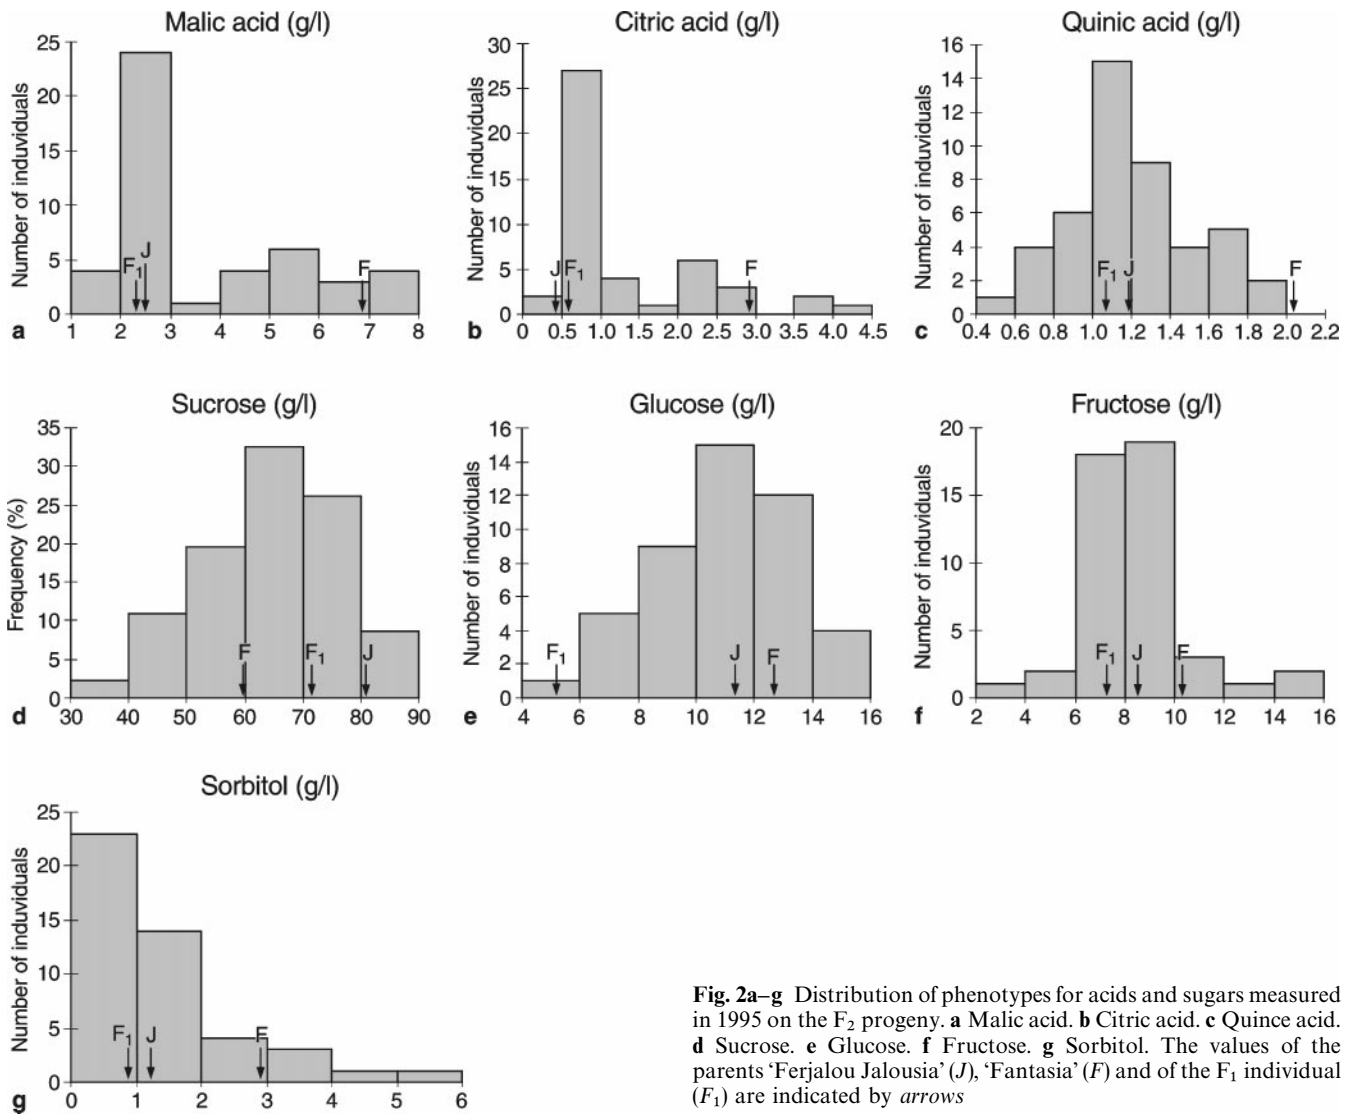 Malic acid (g/l)
Number of induviduals
25
20
15
10
5
0
F₁ J F
1 2 3 4 5 6 7 8
a
Citric acid (g/l)
Number of induviduals
30
25
20
15
10
5
0
J F₁ F
0 0.5 1.0 1.5 2.0 2.5 3.0 3.5 4.0 4.5
b
Quinic acid (g/l)
Number of induviduals
16
14
12
10
8
6
4
2
0
F₁ J F
0.4 0.6 0.8 1.0 1.2 1.4 1.6 1.8 2.0 2.2
c
Sucrose (g/l)
Frequency (%)
35
30
25
20
15
10
5
0
F F₁ J
30 40 50 60 70 80 90
d
Glucose (g/l)
Number of induviduals
16
14
12
10
8
6
4
2
0
F₁ J F
4 6 8 10 12 14 16
e
Fructose (g/l)
Number of induviduals
20
15
10
5
0
F₁ J F
2 4 6 8 10 12 14 16
f
Sorbitol (g/l)
Number of induviduals
25
20
15
10
5
0
F₁ J F
0 1 2 3 4 5 6
g
Fig. 2a–g Distribution of phenotypes for acids and sugars measured
in 1995 on the F₂ progeny. a Malic acid. b Citric acid. c Quince acid.
d Sucrose. e Glucose. f Fructose. g Sorbitol. The values of the
parents ‘Ferjalou Jalousia’ (J), ‘Fantasia’ (F) and of the F₁ individual
(F₁) are indicated by arrows